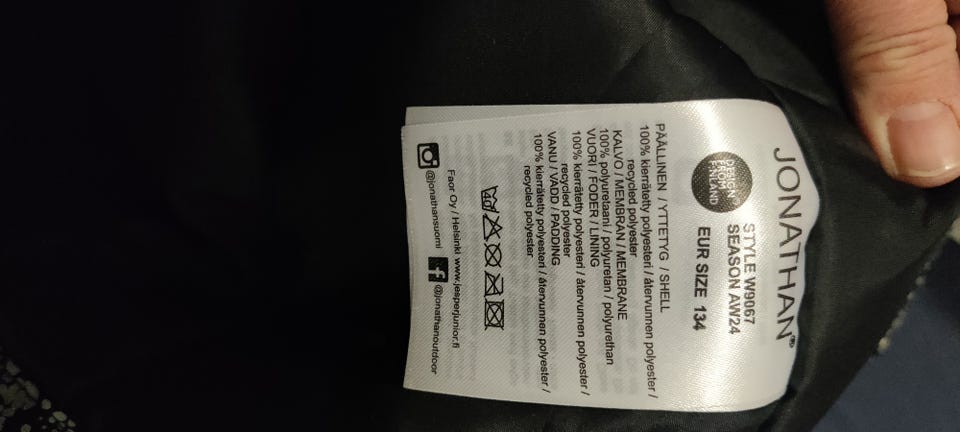 JONATHAN®
STYLE W9067
SEASON AW24
DESIGN
FROM
FINLAND
EUR SIZE 134
PÄÄLLINEN / YTTETYG / SHELL
100% kierrätetty polyesteri / återvunnen polyester /
recycled polyester
KALVO / MEMBRAN / MEMBRANE
100% polyuretaani / polyuretan / polyurethan
VUORI / FODER / LINING
100% kierrätetty polyesteri / återvunnen polyester /
recycled polyester
VANU / VADD / PADDING
100% kierrätetty polyesteri / återvunnen polyester /
recycled polyester
40
Faor Oy / Helsinki www.jesperjunior.fi
@jonathansuomi @jonathanoutdoor